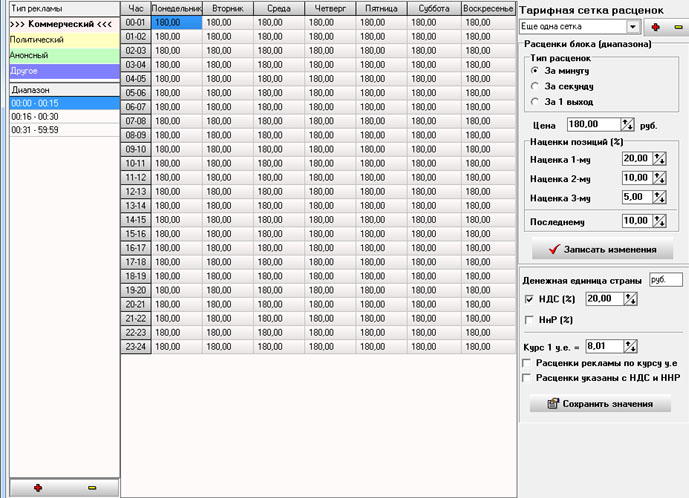 Тип рекламы
>>> Коммерческий <<<
Политический
Анонсный
Другое
Диапазон
00:00 - 00:15
00:16 - 00:30
00:31 - 59:59
Час Понедельник Вторник Среда Четверг Пятница Суббота Воскресенье
00-01 180,00 180,00 180,00 180,00 180,00 180,00 180,00
01-02 180,00 180,00 180,00 180,00 180,00 180,00 180,00
02-03 180,00 180,00 180,00 180,00 180,00 180,00 180,00
03-04 180,00 180,00 180,00 180,00 180,00 180,00 180,00
04-05 180,00 180,00 180,00 180,00 180,00 180,00 180,00
05-06 180,00 180,00 180,00 180,00 180,00 180,00 180,00
06-07 180,00 180,00 180,00 180,00 180,00 180,00 180,00
07-08 180,00 180,00 180,00 180,00 180,00 180,00 180,00
08-09 180,00 180,00 180,00 180,00 180,00 180,00 180,00
09-10 180,00 180,00 180,00 180,00 180,00 180,00 180,00
10-11 180,00 180,00 180,00 180,00 180,00 180,00 180,00
11-12 180,00 180,00 180,00 180,00 180,00 180,00 180,00
12-13 180,00 180,00 180,00 180,00 180,00 180,00 180,00
13-14 180,00 180,00 180,00 180,00 180,00 180,00 180,00
14-15 180,00 180,00 180,00 180,00 180,00 180,00 180,00
15-16 180,00 180,00 180,00 180,00 180,00 180,00 180,00
16-17 180,00 180,00 180,00 180,00 180,00 180,00 180,00
17-18 180,00 180,00 180,00 180,00 180,00 180,00 180,00
18-19 180,00 180,00 180,00 180,00 180,00 180,00 180,00
19-20 180,00 180,00 180,00 180,00 180,00 180,00 180,00
20-21 180,00 180,00 180,00 180,00 180,00 180,00 180,00
21-22 180,00 180,00 180,00 180,00 180,00 180,00 180,00
22-23 180,00 180,00 180,00 180,00 180,00 180,00 180,00
23-24 180,00 180,00 180,00 180,00 180,00 180,00 180,00
Тарифная сетка расценок
Еще одна сетка
Расценки блока (диапазона)
Тип расценок
За минуту
За секунду
За 1 выход
Цена 180,00 руб.
Наценки позиций (%)
Наценка 1-му 20,00
Наценка 2-му 10,00
Наценка 3-му 5,00
Последнему 10,00
Записать изменения
Денежная единица страны руб.
НДС (%) 20,00
НнР (%)
Курс 1 у.е. = 8,01
Расценки рекламы по курсу у.е
Расценки указаны с НДС и ННР
Сохранить значения